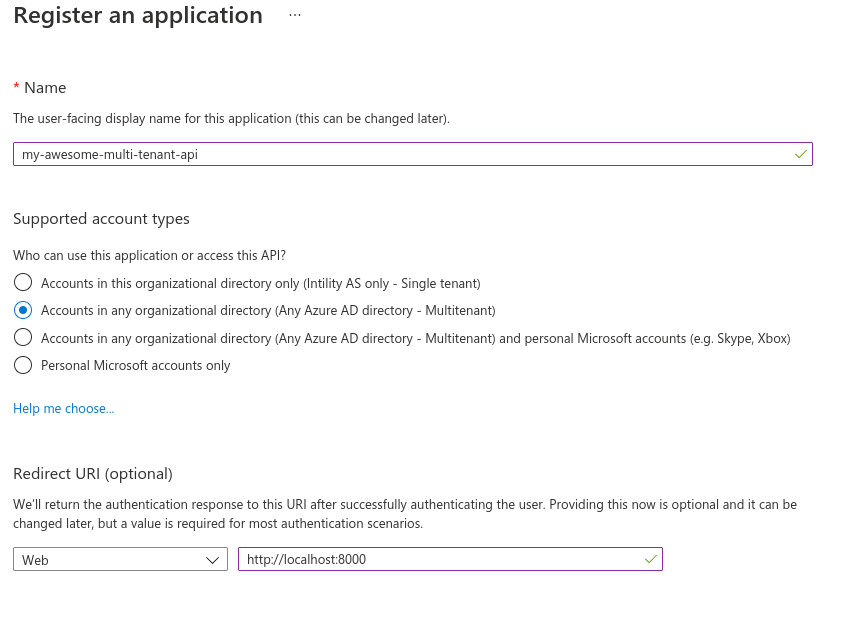 Register an application ...
* Name
The user-facing display name for this application (this can be changed later).
my-awesome-multi-tenant-api
Supported account types
Who can use this application or access this API?
Accounts in this organizational directory only (Intility AS only - Single tenant)
Accounts in any organizational directory (Any Azure AD directory - Multitenant)
Accounts in any organizational directory (Any Azure AD directory - Multitenant) and personal Microsoft accounts (e.g. Skype, Xbox)
Personal Microsoft accounts only
Help me choose...
Redirect URI (optional)
We'll return the authentication response to this URI after successfully authenticating the user. Providing this now is optional and it can be
changed later, but a value is required for most authentication scenarios.
Web http://localhost:8000